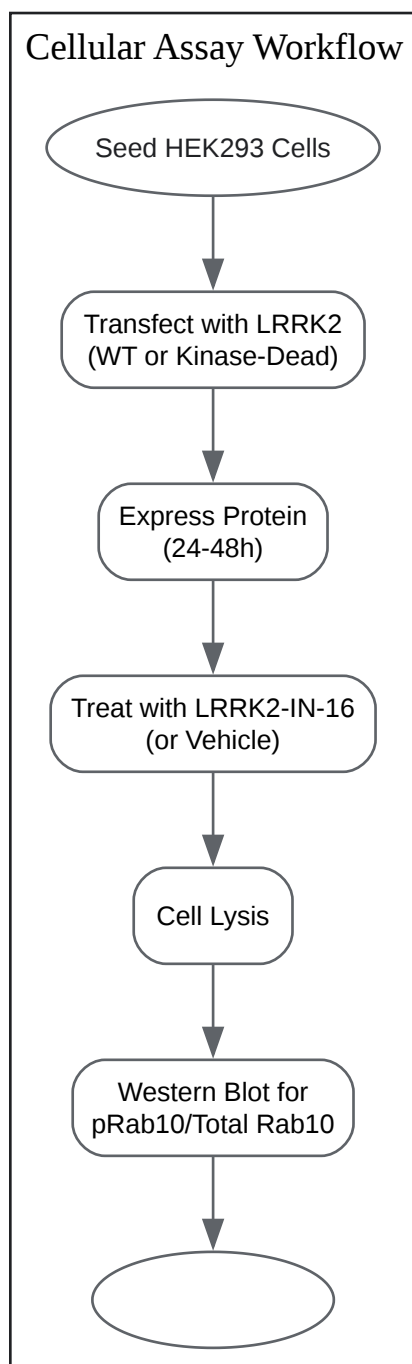 Cellular Assay Workflow
Seed HEK293 Cells
Transfect with LRRK2
(WT or Kinase-Dead)
Express Protein
(24-48h)
Treat with LRRK2-IN-16
(or Vehicle)
Cell Lysis
Western Blot for
pRab10/Total Rab10